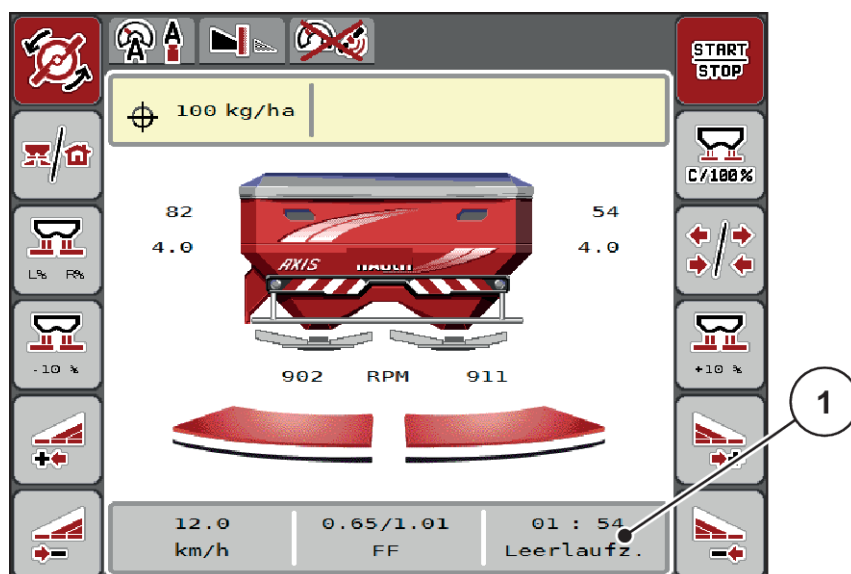 A A
START
STOP
100 kg/ha
C/100%
82 54
4.0 4.0
AXIS RAUCH
L% R%
-10 % +10 %
902 RPM 911
1
12.0 0.65/1.01 01 : 54
km/h FF Leerlaufz.